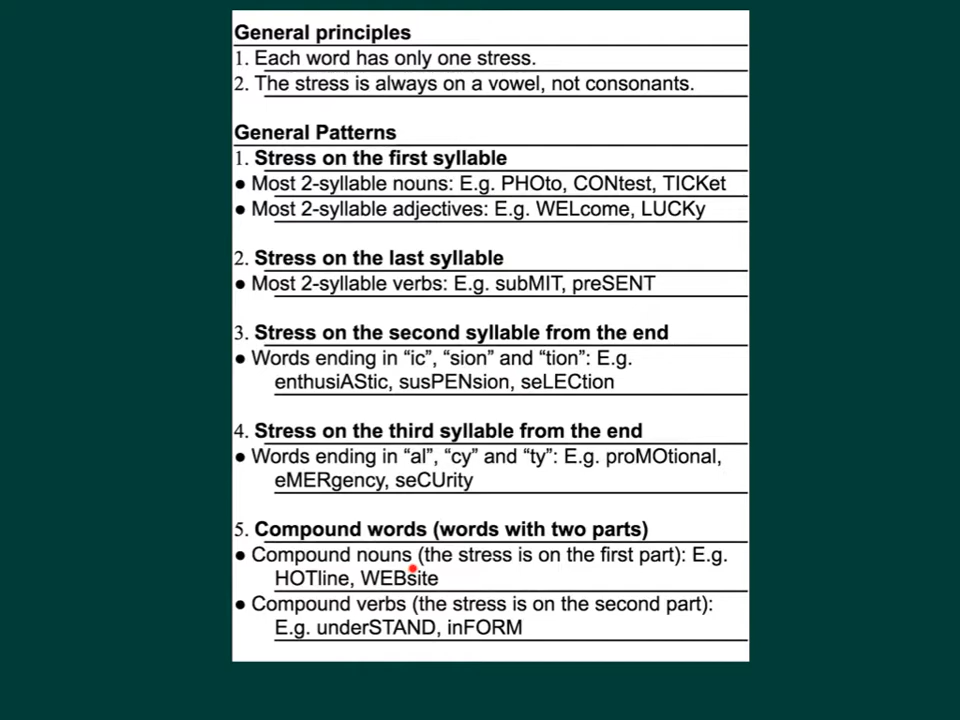 General principles
1. Each word has only one stress.
2. The stress is always on a vowel, not consonants.
General Patterns
1. Stress on the first syllable
● Most 2-syllable nouns: E.g. PHOto, CONtest, TICKet
● Most 2-syllable adjectives: E.g. WELcome, LUCKy
2. Stress on the last syllable
● Most 2-syllable verbs: E.g. subMIT, preSENT
3. Stress on the second syllable from the end
● Words ending in “ic”, “sion” and “tion”: E.g.
enthusiAStic, susPENsion, seLECtion
4. Stress on the third syllable from the end
● Words ending in “al”, “cy” and “ty”: E.g. proMOtional,
eMERgency, seCUrity
5. Compound words (words with two parts)
● Compound nouns (the stress is on the first part): E.g.
HOTline, WEBsite
● Compound verbs (the stress is on the second part):
E.g. underSTAND, inFORM